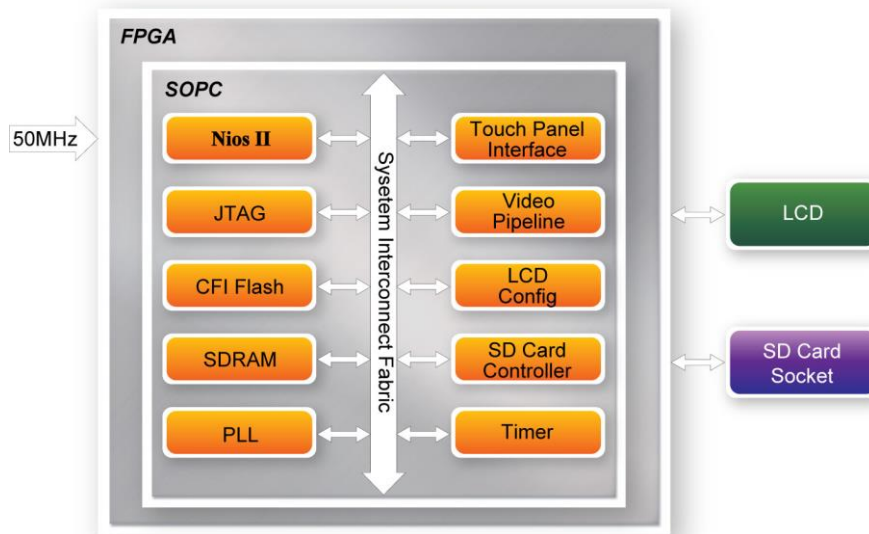 FPGA
SOPC
50MHz
Nios II
JTAG
CFI Flash
SDRAM
PLL
Sysetem Interconnect Fabric
Touch Panel
Interface
Video
Pipeline
LCD
Config
SD Card
Controller
Timer
LCD
SD Card
Socket